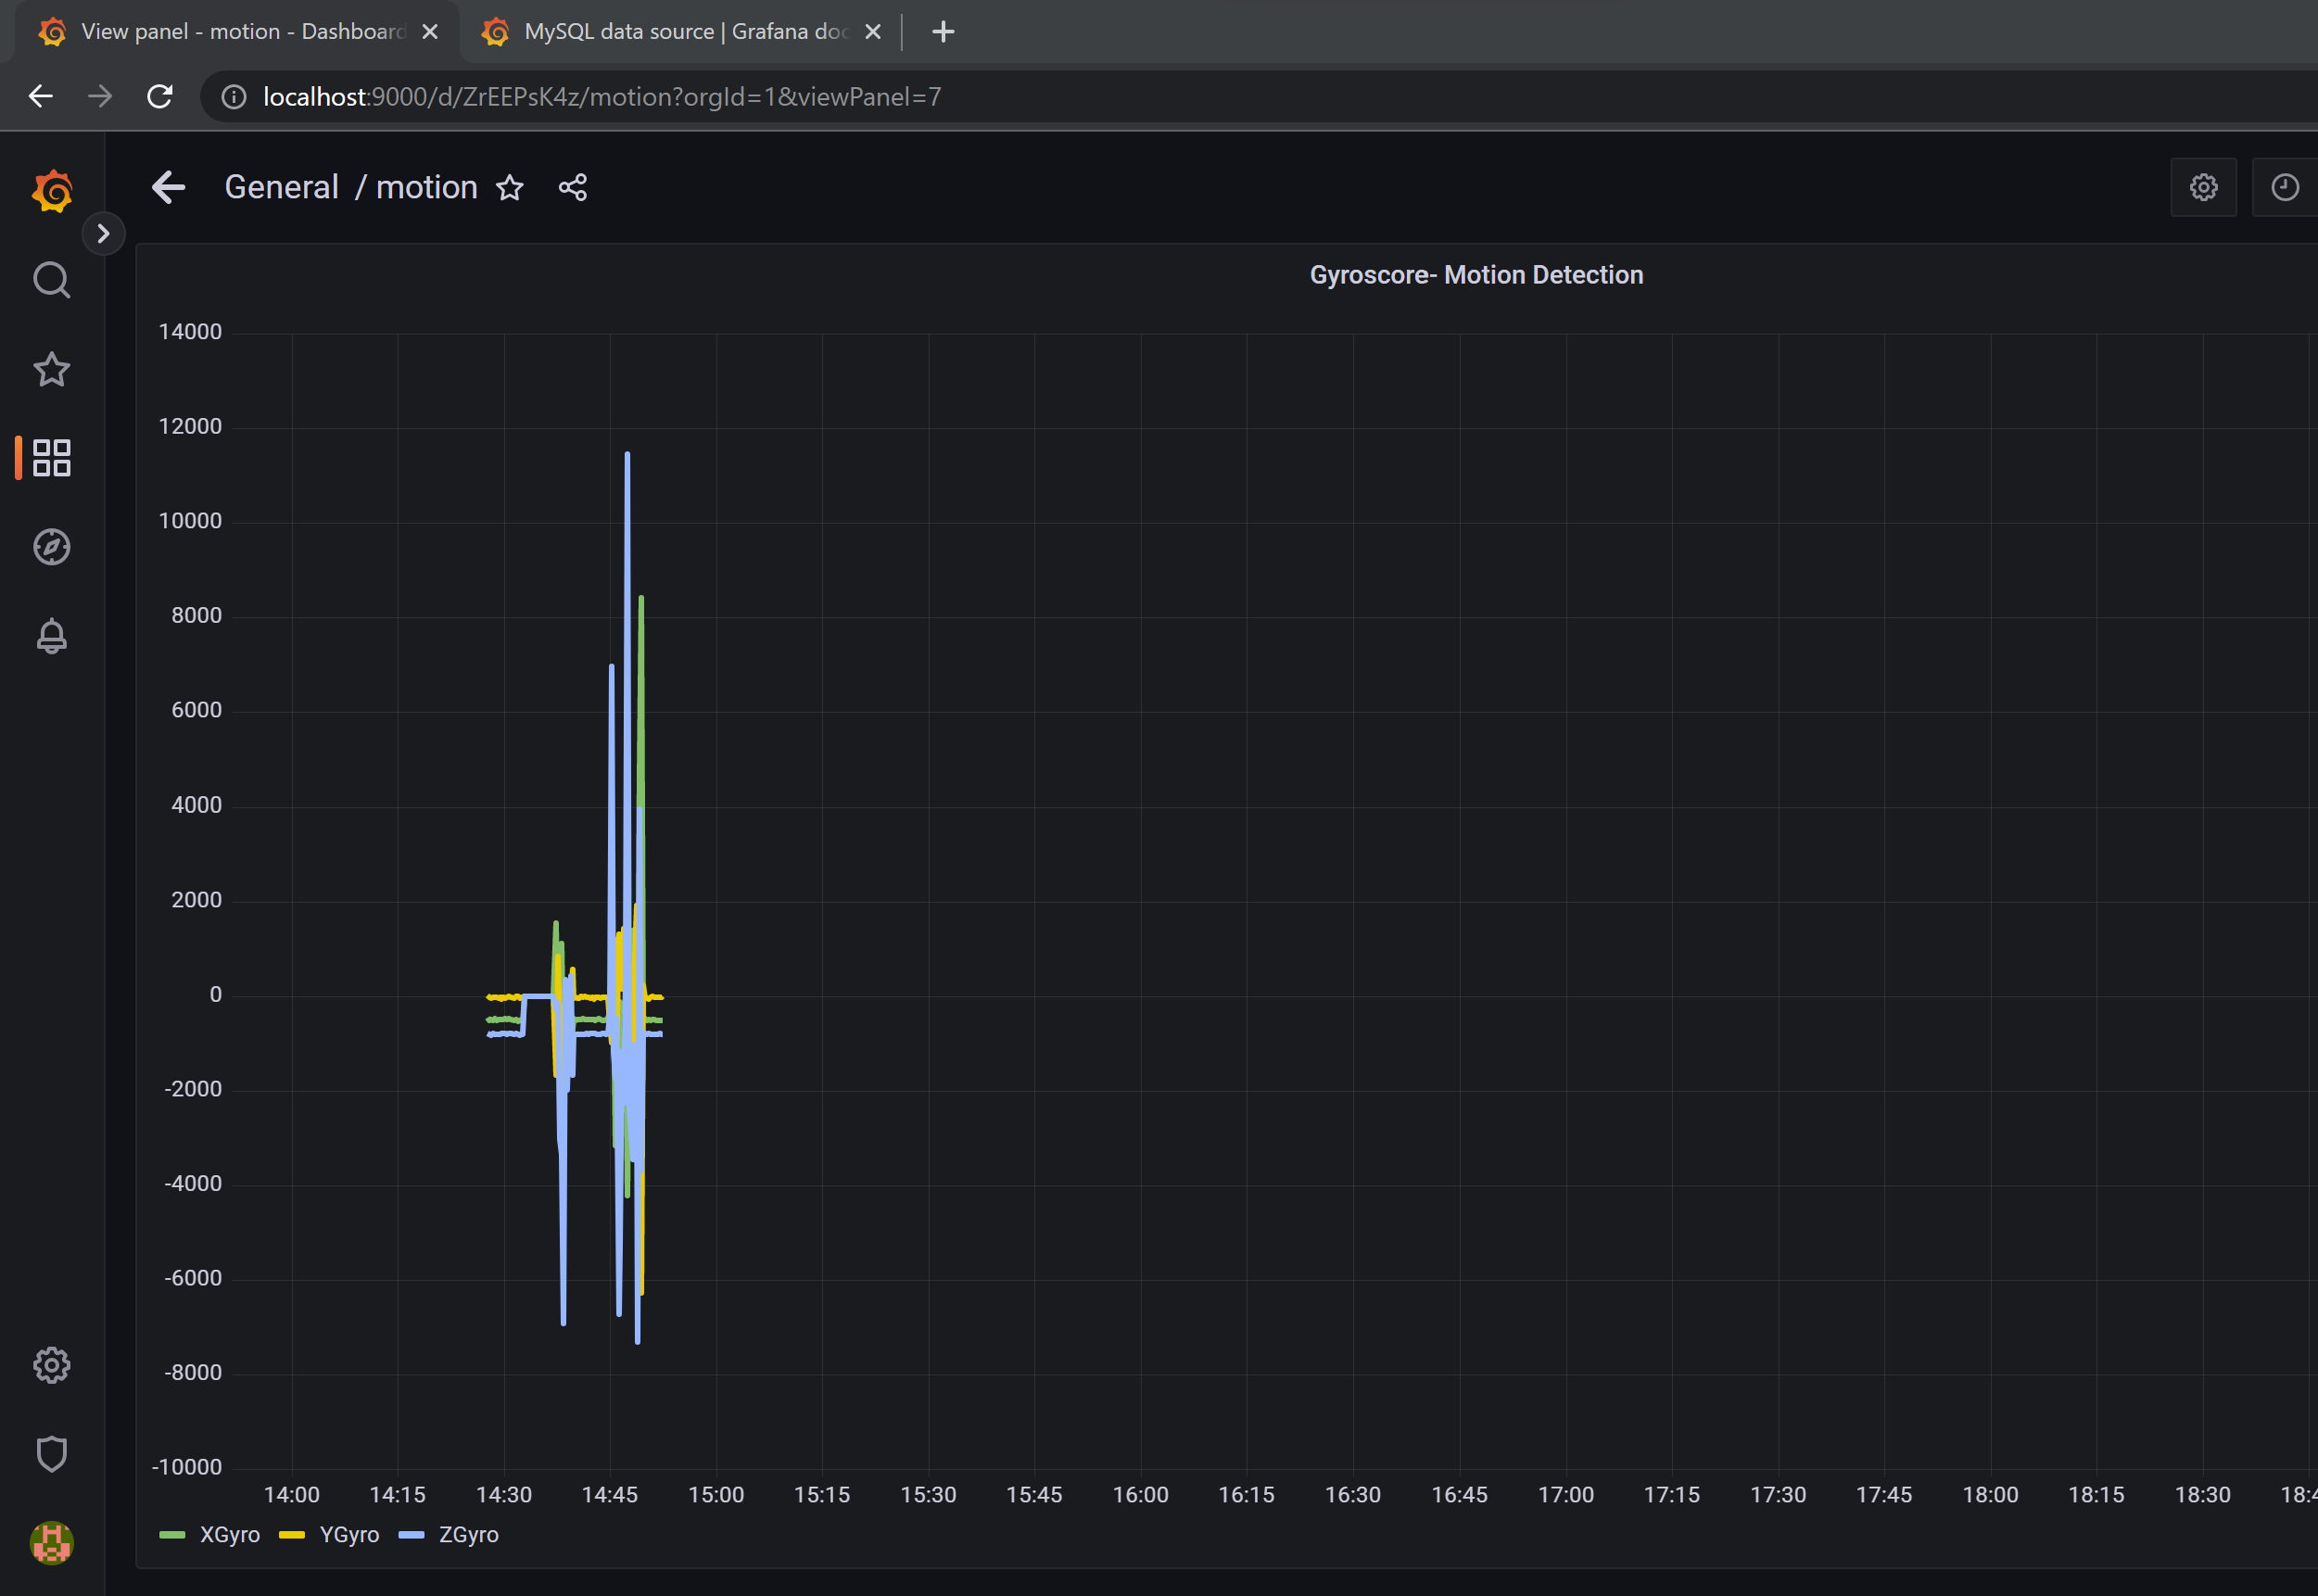 View panel - motion - Dashboard
MySQL data source | Grafana doc
localhost:9000/d/ZrEEPsK4z/motion?orgId=1&viewPanel=7
General / motion
Gyroscore- Motion Detection
14000
12000
10000
8000
6000
4000
2000
0
-2000
-4000
-6000
-8000
-10000
14:00 14:15 14:30 14:45 15:00 15:15 15:30 15:45 16:00 16:15 16:30 16:45 17:00 17:15 17:30 17:45 18:00 18:15 18:30 18:4
XGyro YGyro ZGyro